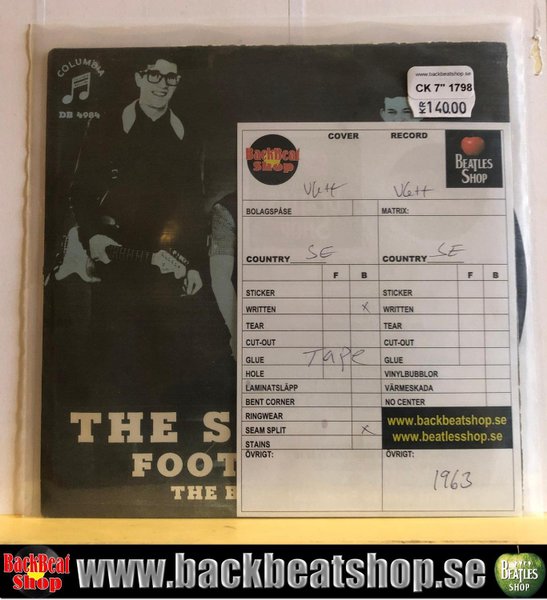 COLUMBIA
DB 4984
www.backbeatshop.se
CK 7" 1798
KR 140.00
BackBeat Shop
COVER RECORD
BEATLES SHOP
VG++ VG++
BOLAGSPÅSE MATRIX:
COUNTRY SE COUNTRY SE
F B F B
STICKER STICKER
WRITTEN x WRITTEN
TEAR TEAR
CUT-OUT CUT-OUT
GLUE Tape GLUE
HOLE VINYLBUBBLOR
LAMINATSLÄPP VÄRMESKADA
BENT CORNER NO CENTER
RINGWEAR
SEAM SPLIT x
STAINS
www.backbeatshop.se
www.beatlesshop.se
ÖVRIGT: ÖVRIGT:
1963
THE S
FOOT
THE B
BackBeat Shop www.backbeatshop.se BEATLES SHOP